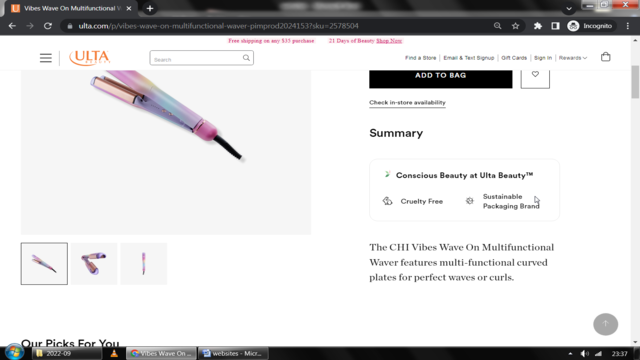 Vibes Wave On Multifunctional W
ulta.com/p/vibes-wave-on-multifunctional-waver-pimprod2024153?sku=2578504
Incognito
Free shipping on any $35 purchase
21 Days of Beauty Shop Now
ULTA
BEAUTY
Search
Find a Store
Email & Text Signup
Gift Cards
Sign In
Rewards
ADD TO BAG
Check in-store availability
Summary
Conscious Beauty at Ulta Beauty™
Cruelty Free
Sustainable
Packaging Brand
The CHI Vibes Wave On Multifunctional
Waver features multi-functional curved
plates for perfect waves or curls.
Our Picks For You
2022-09
Vibes Wave On ...
websites - Micr...
23:37